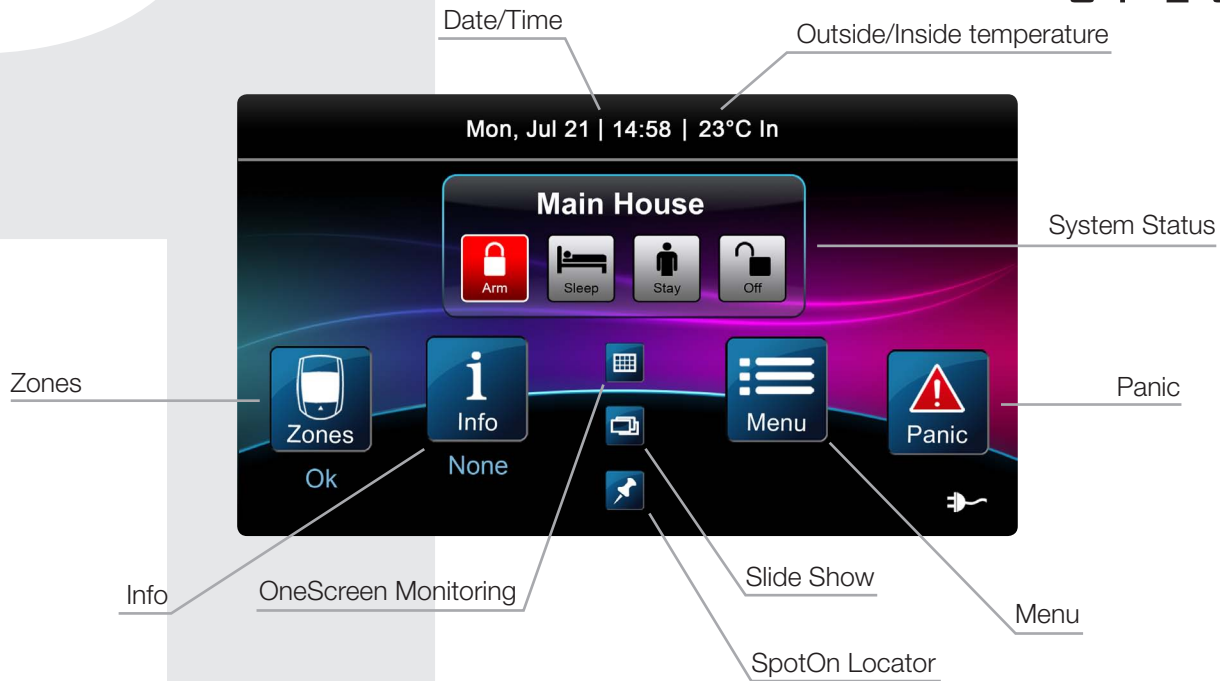 Date/Time
Outside/Inside temperature
Mon, Jul 21 | 14:58 | 23°C In
Main House
Arm Sleep Stay Off
System Status
Zones
Panic
Zones Info Menu Panic
Ok None
Info
OneScreen Monitoring
Slide Show
Menu
SpotOn Locator